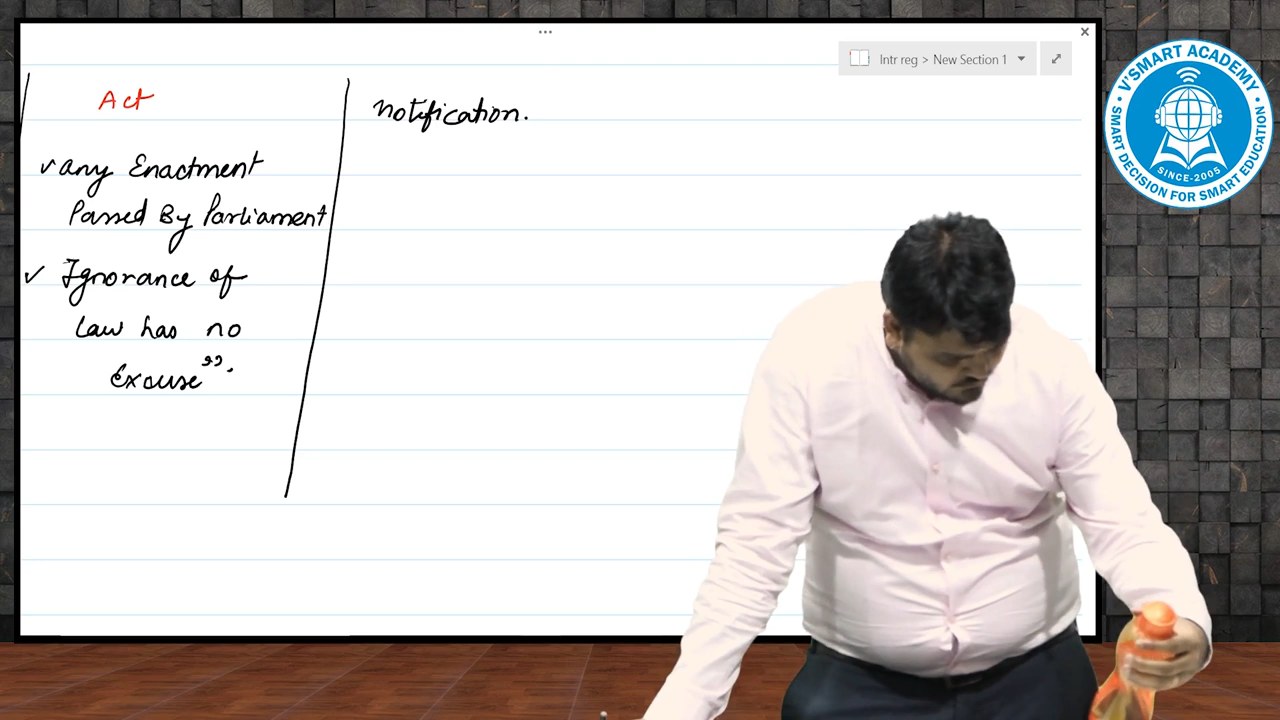 Intr reg > New Section 1
Act
✓ any Enactment
Passed By Parliament
✓ Ignorance of
Law has no
Excuse".
notification.
V'SMART ACADEMY
SINCE-2005
SMART DECISION FOR SMART EDUCATION